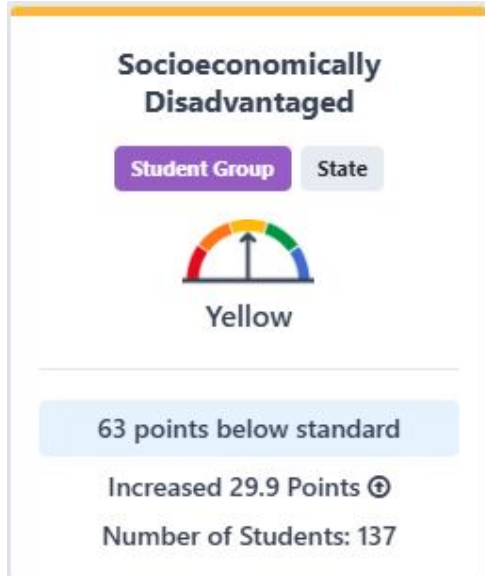 Socioeconomically
Disadvantaged
Student Group State
Yellow
63 points below standard
Increased 29.9 Points
Number of Students: 137